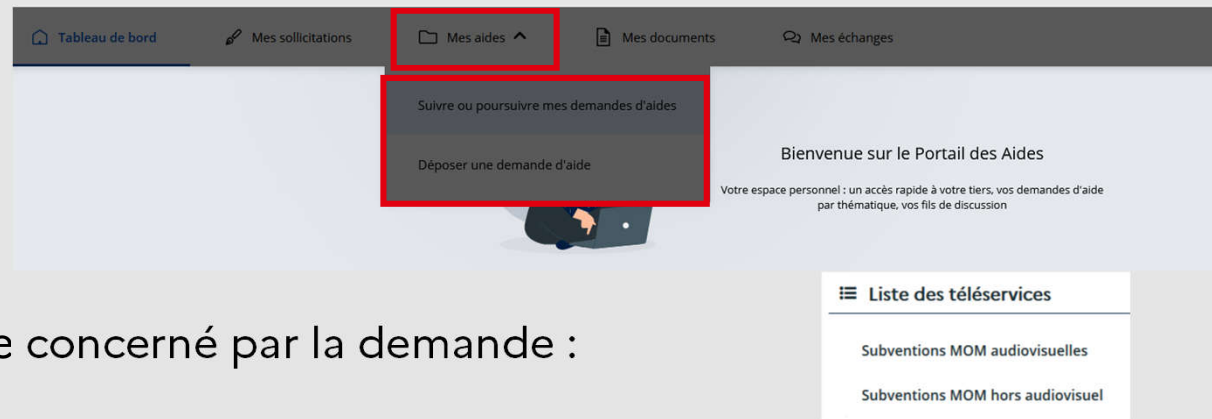 Tableau de bord
Mes sollicitations
Mes aides
Mes documents
Mes échanges
Suivre ou poursuivre mes demandes d'aides
Déposer une demande d'aide
Bienvenue sur le Portail des Aides
Votre espace personnel : un accès rapide à votre tiers, vos demandes d'aide
par thématique, vos fils de discussion
concerné par la demande :
Liste des téléservices
Subventions MOM audiovisuelles
Subventions MOM hors audiovisuel